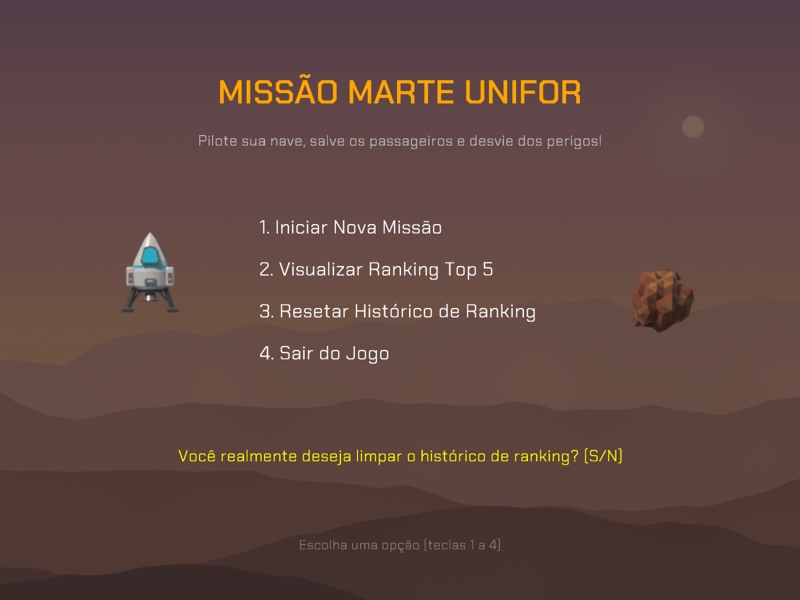 MISSÃO MARTE UNIFOR
Pilote sua nave, salve os passageiros e desvie dos perigos!
1. Iniciar Nova Missão
2. Visualizar Ranking Top 5
3. Resetar Histórico de Ranking
4. Sair do Jogo
Você realmente deseja limpar o histórico de ranking? (S/N)
Escolha uma opção (teclas 1 a 4)